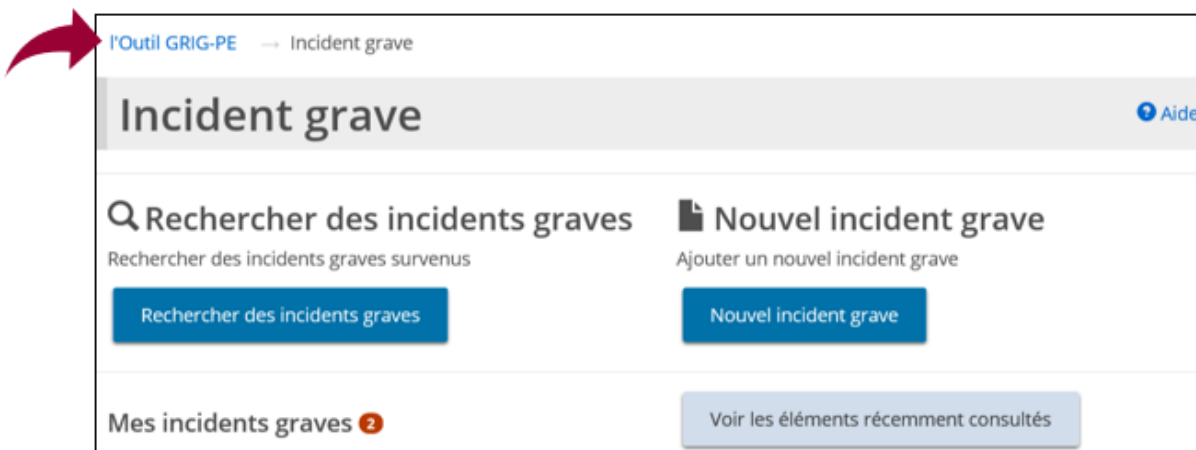 l'Outil GRIG-PE → Incident grave
Incident grave
Aide
Rechercher des incidents graves
Rechercher des incidents graves survenus
Rechercher des incidents graves
Nouvel incident grave
Ajouter un nouvel incident grave
Nouvel incident grave
Mes incidents graves 2
Voir les éléments récemment consultés